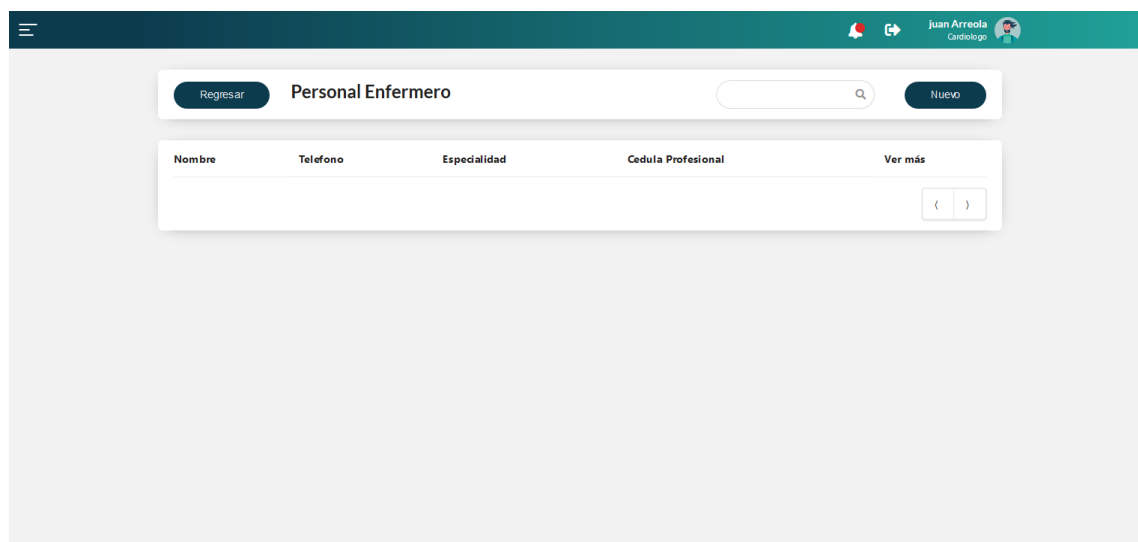 juan Arreola
Cardiologo
Regresar
Personal Enfermero
Nuevo
Nombre Telefono Especialidad Cedula Profesional Ver más
⟨ ⟩